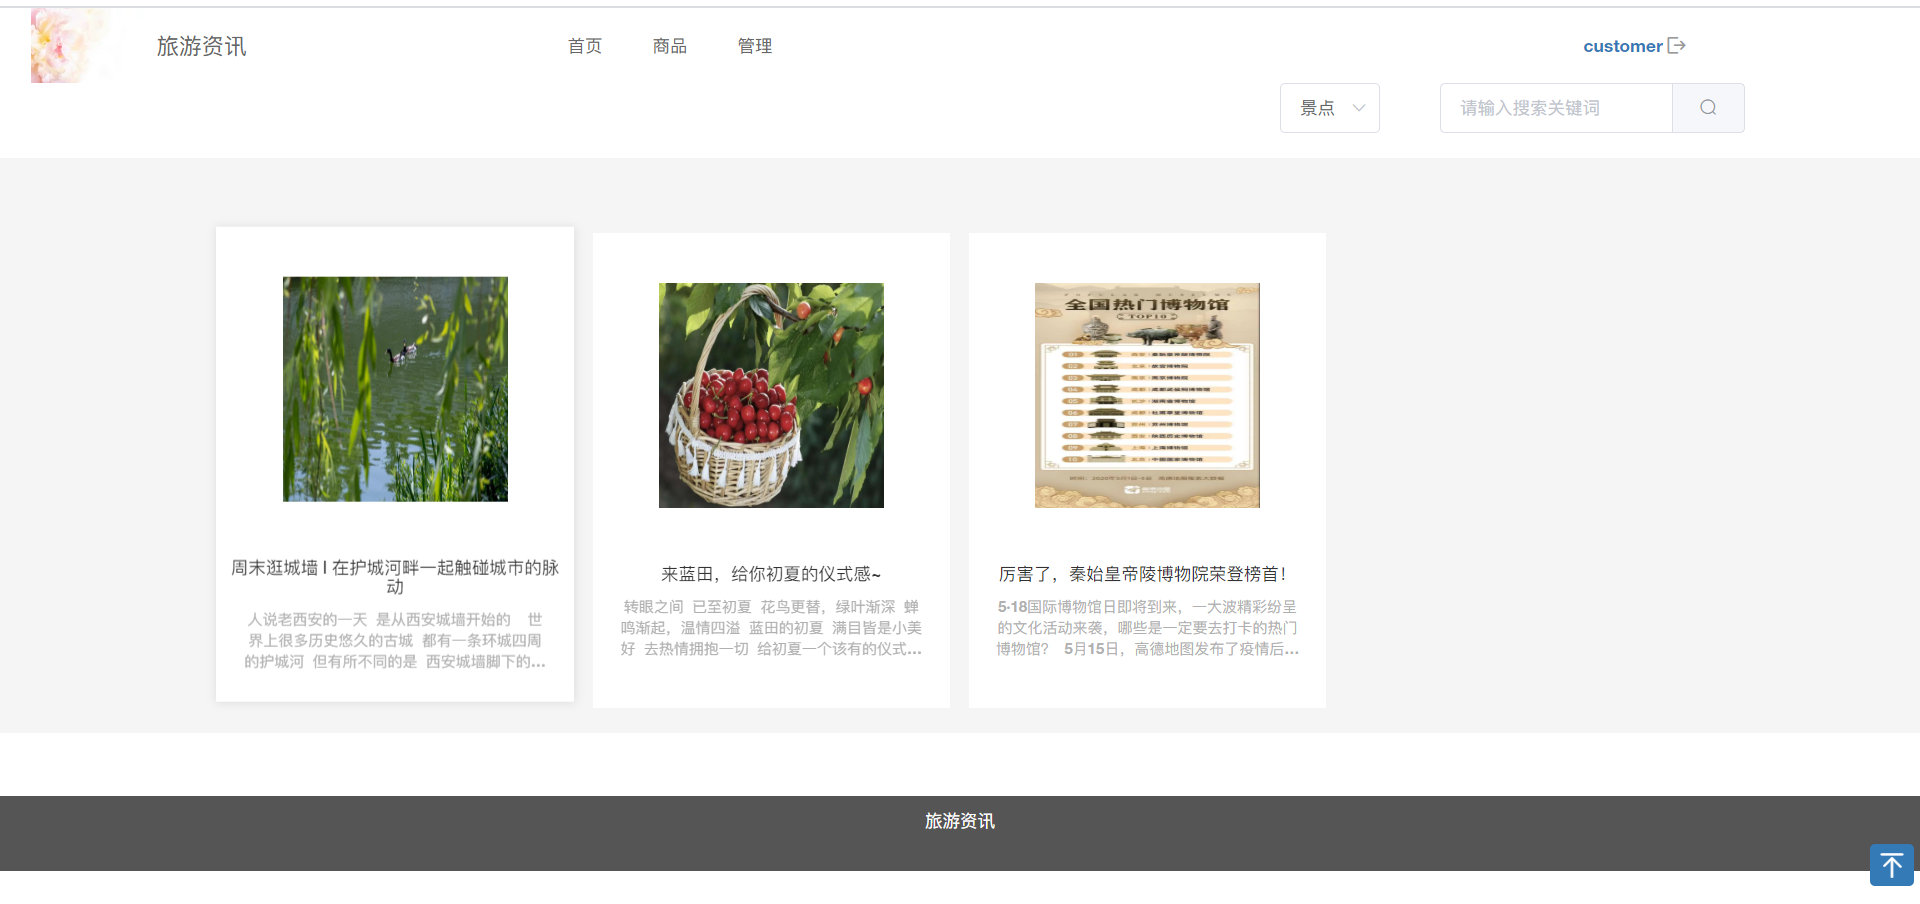 旅游资讯
首页 商品 管理
customer
景点
请输入搜索关键词
全国热门博物馆
TOP10
周末逛城墙 | 在护城河畔一起触碰城市的脉
动
人说老西安的一天 是从西安城墙开始的 世
界上很多历史悠久的古城 都有一条环城四周
的护城河 但有所不同的是 西安城墙脚下的...
来蓝田，给你初夏的仪式感~
转眼之间 已至初夏 花鸟更替，绿叶渐深 蝉
鸣渐起，温情四溢 蓝田的初夏 满目皆是小美
好 去热情拥抱一切 给初夏一个该有的仪式...
厉害了，秦始皇帝陵博物院荣登榜首！
5·18国际博物馆日即将到来，一大波精彩纷呈
的文化活动来袭，哪些是一定要去打卡的热门
博物馆？ 5月15日，高德地图发布了疫情后...
旅游资讯